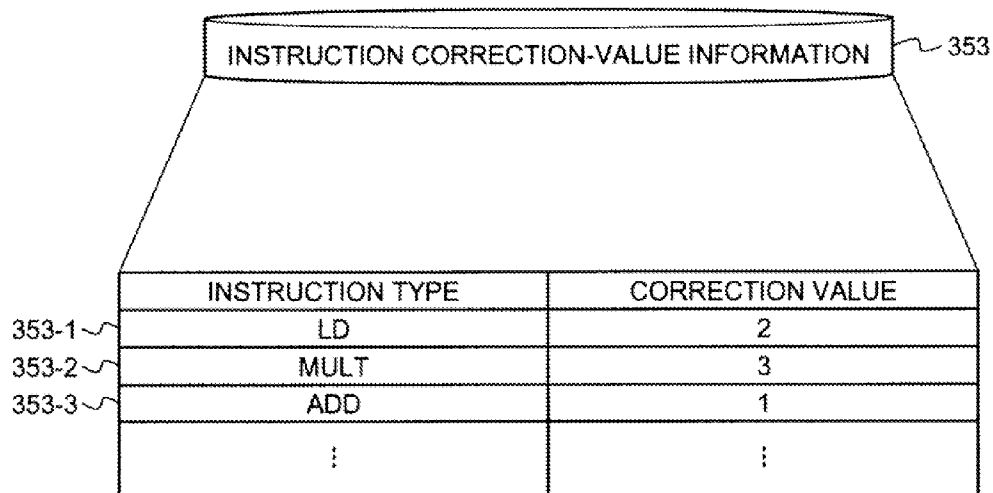 INSTRUCTION CORRECTION-VALUE INFORMATION
353
INSTRUCTION TYPE CORRECTION VALUE
353-1 LD 2
353-2 MULT 3
353-3 ADD 1
⋮ ⋮